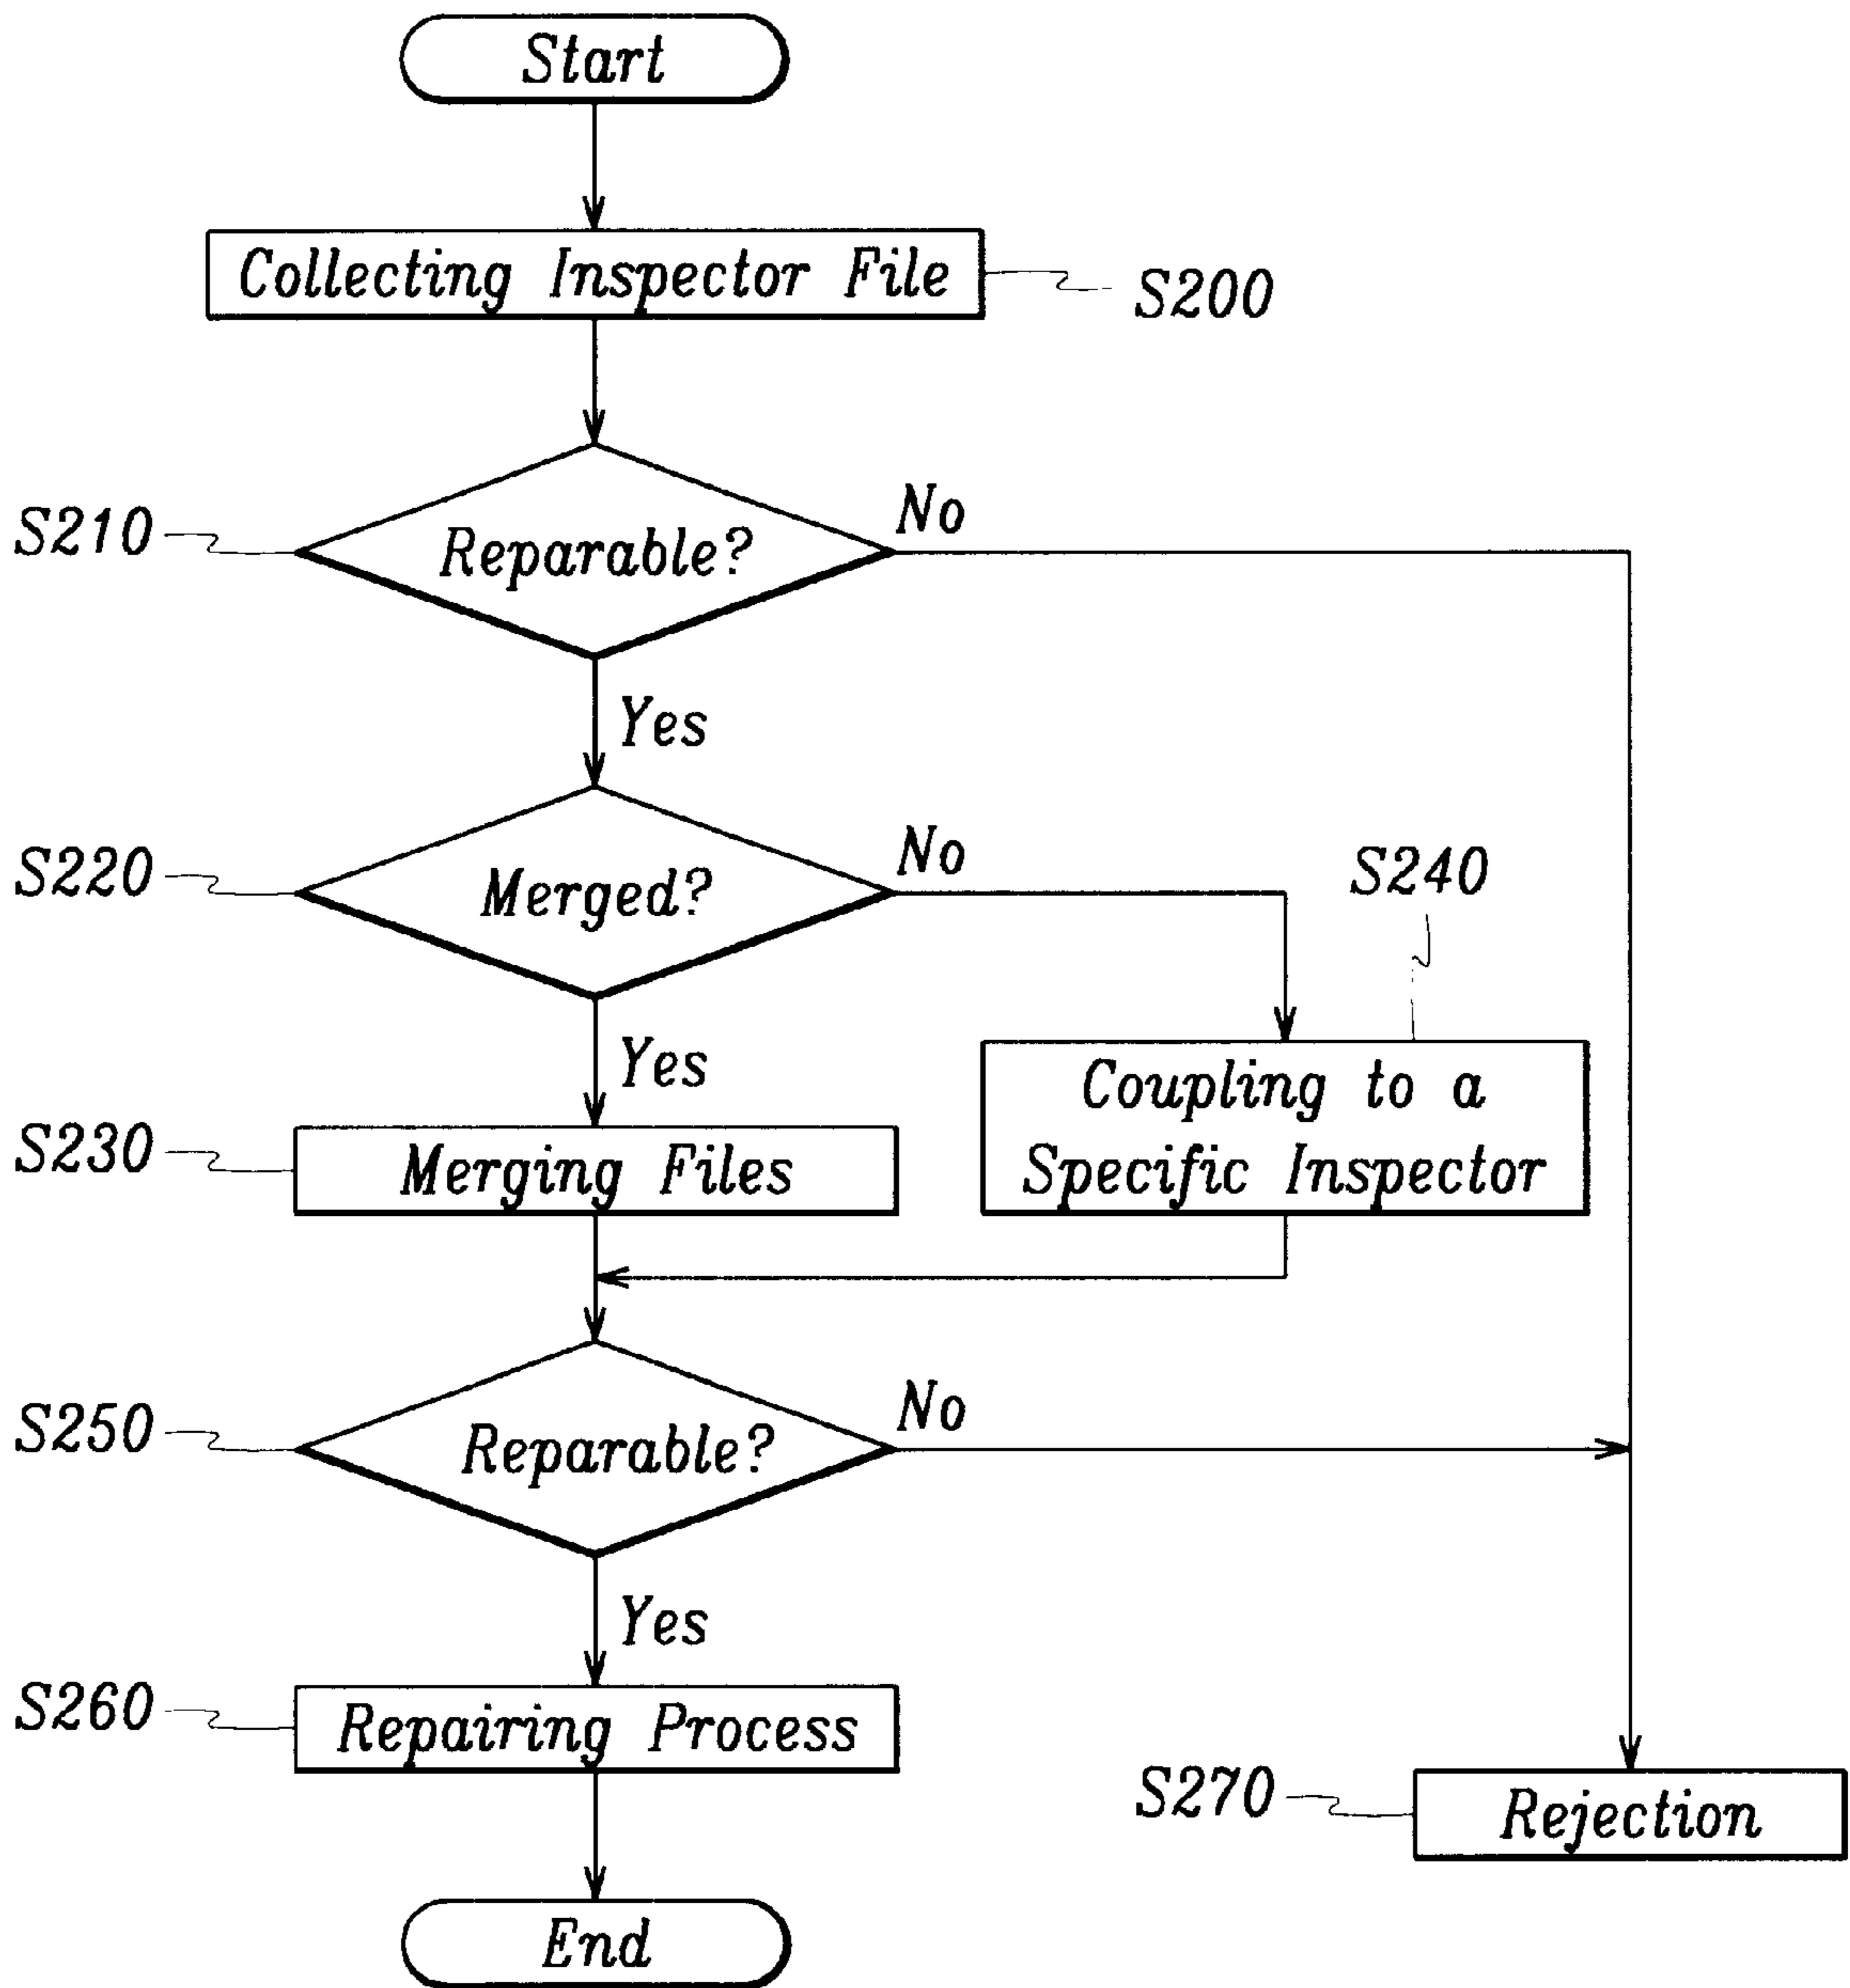 Start
Collecting Inspector File
S200
S210
Reparable?
No
Yes
S220
Merged?
No
S240
Yes
Coupling to a
Specific Inspector
S230
Merging Files
S250
Reparable?
No
Yes
S260
Repairing Process
S270
Rejection
End